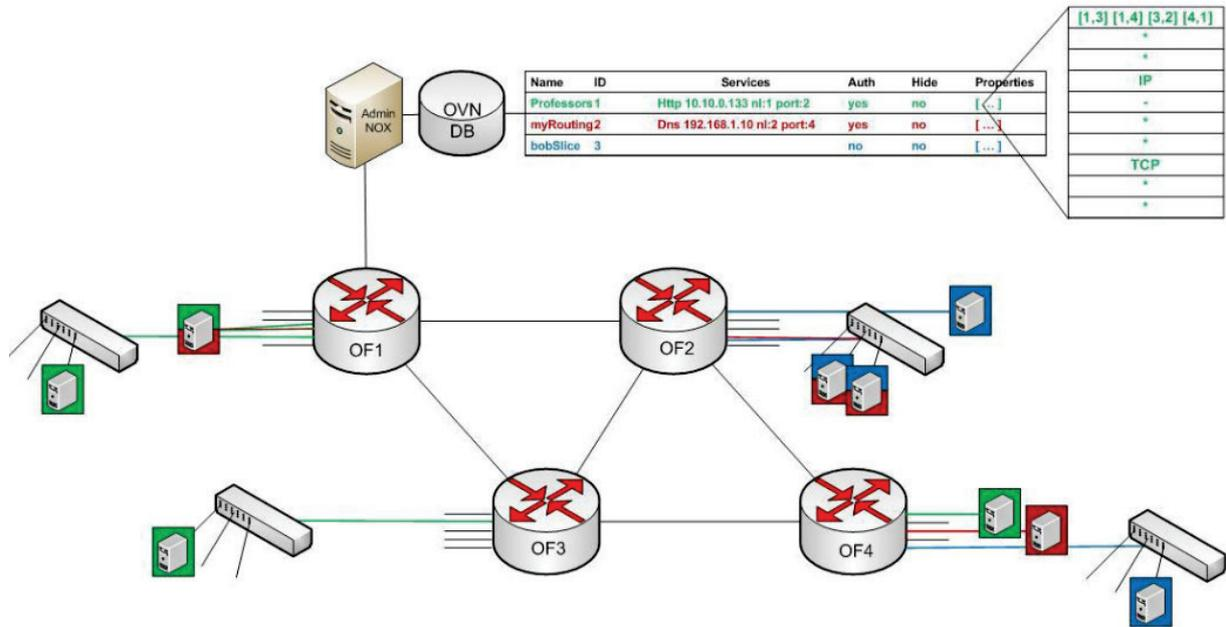 [1,3] [1,4] [3,2] [4,1]
*
*
IP
-
*
*
TCP
*
*
Admin
NOX
OVN
DB
Name ID Services Auth Hide Properties
Professors 1 Http 10.10.0.133 nl:1 port:2 yes no [ ... ]
myRouting 2 Dns 192.168.1.10 nl:2 port:4 yes no [ ... ]
bobSlice 3 no no [ ... ]
OF1
OF2
OF3
OF4